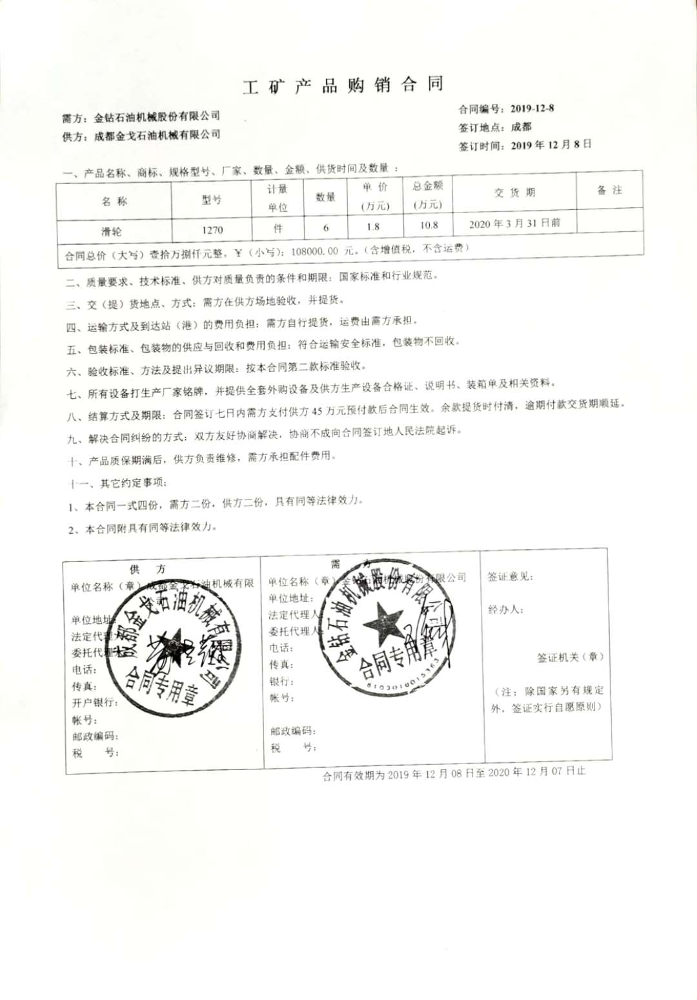 工矿产品购销合同
合同编号：2019-12-8
需方：金钻石油机械股份有限公司
签订地点：成都
供方：成都金戈石油机械有限公司
签订时间：2019 年 12 月 8 日
一、产品名称、商标、规格型号、厂家、数量、金额、供货时间及数量 ：
名 称 型号 计量单位 数量 单 价(万元) 总金额(万元) 交 货 期 备 注
滑轮 1270 件 6 1.8 10.8 2020 年 3 月 31 日前
合同总价（大写）壹拾万捌仟元整。￥（小写）：108000.00 元。（含增值税，不含运费）
二、质量要求、技术标准、供方对质量负责的条件和期限：国家标准和行业规范。
三、交（提）货地点、方式：需方在供方场地验收，并提货。
四、运输方式及到达站（港）的费用负担：需方自行提货，运费由需方承担。
五、包装标准、包装物的供应与回收和费用负担：符合运输安全标准，包装物不回收。
六、验收标准、方法及提出异议期限：按本合同第二款标准验收。
七、所有设备打生产厂家铭牌，并提供全套外购设备及供方生产设备合格证、说明书、装箱单及相关资料。
八、结算方式及期限：合同签订七日内需方支付供方 45 万元预付款后合同生效。余款提货时付清，逾期付款交货期顺延。
九、解决合同纠纷的方式：双方友好协商解决，协商不成向合同签订地人民法院起诉。
十、产品质保期满后，供方负责维修，需方承担配件费用。
十一、其它约定事项：
1、本合同一式四份，需方二份，供方二份，具有同等法律效力。
2、本合同附具有同等法律效力。
供 方
单位名称（章）成都金戈石油机械有限
公司
单位地址
法定代理
委托代理
电话：
传真：
开户银行：
帐号：
邮政编码：
税 号：
成都金戈石油机械有限公司
合同专用章
需 方
单位名称（章）金钻石油机械股份有限公司
单位地址：
法定代理人
委托代理人
电话：
传真：
银行：
帐号：
邮政编码：
税 号：
金钻石油机械股份有限公司
合同专用章
签证意见：
经办人：
签证机关（章）
（注：除国家另有规定
外，签证实行自愿原则）
合同有效期为 2019 年 12 月 08 日至 2020 年 12 月 07 日止